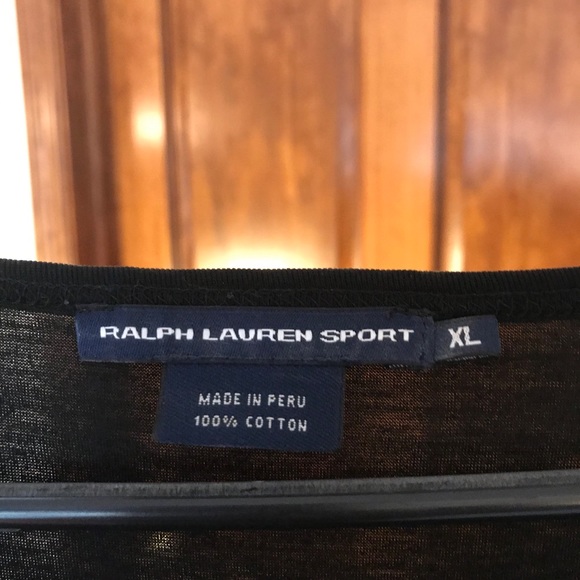 RALPH LAUREN SPORT XL
MADE IN PERU
100% COTTON